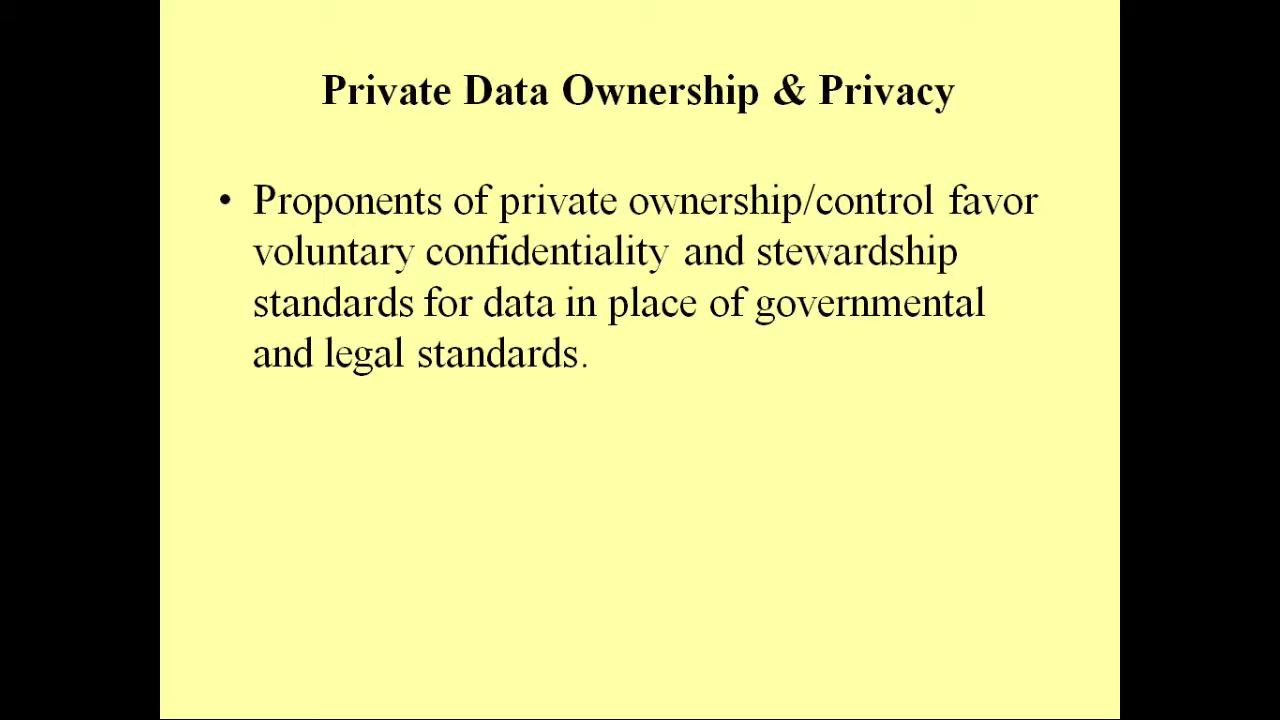 Private Data Ownership & Privacy
• Proponents of private ownership/control favor
voluntary confidentiality and stewardship
standards for data in place of governmental
and legal standards.